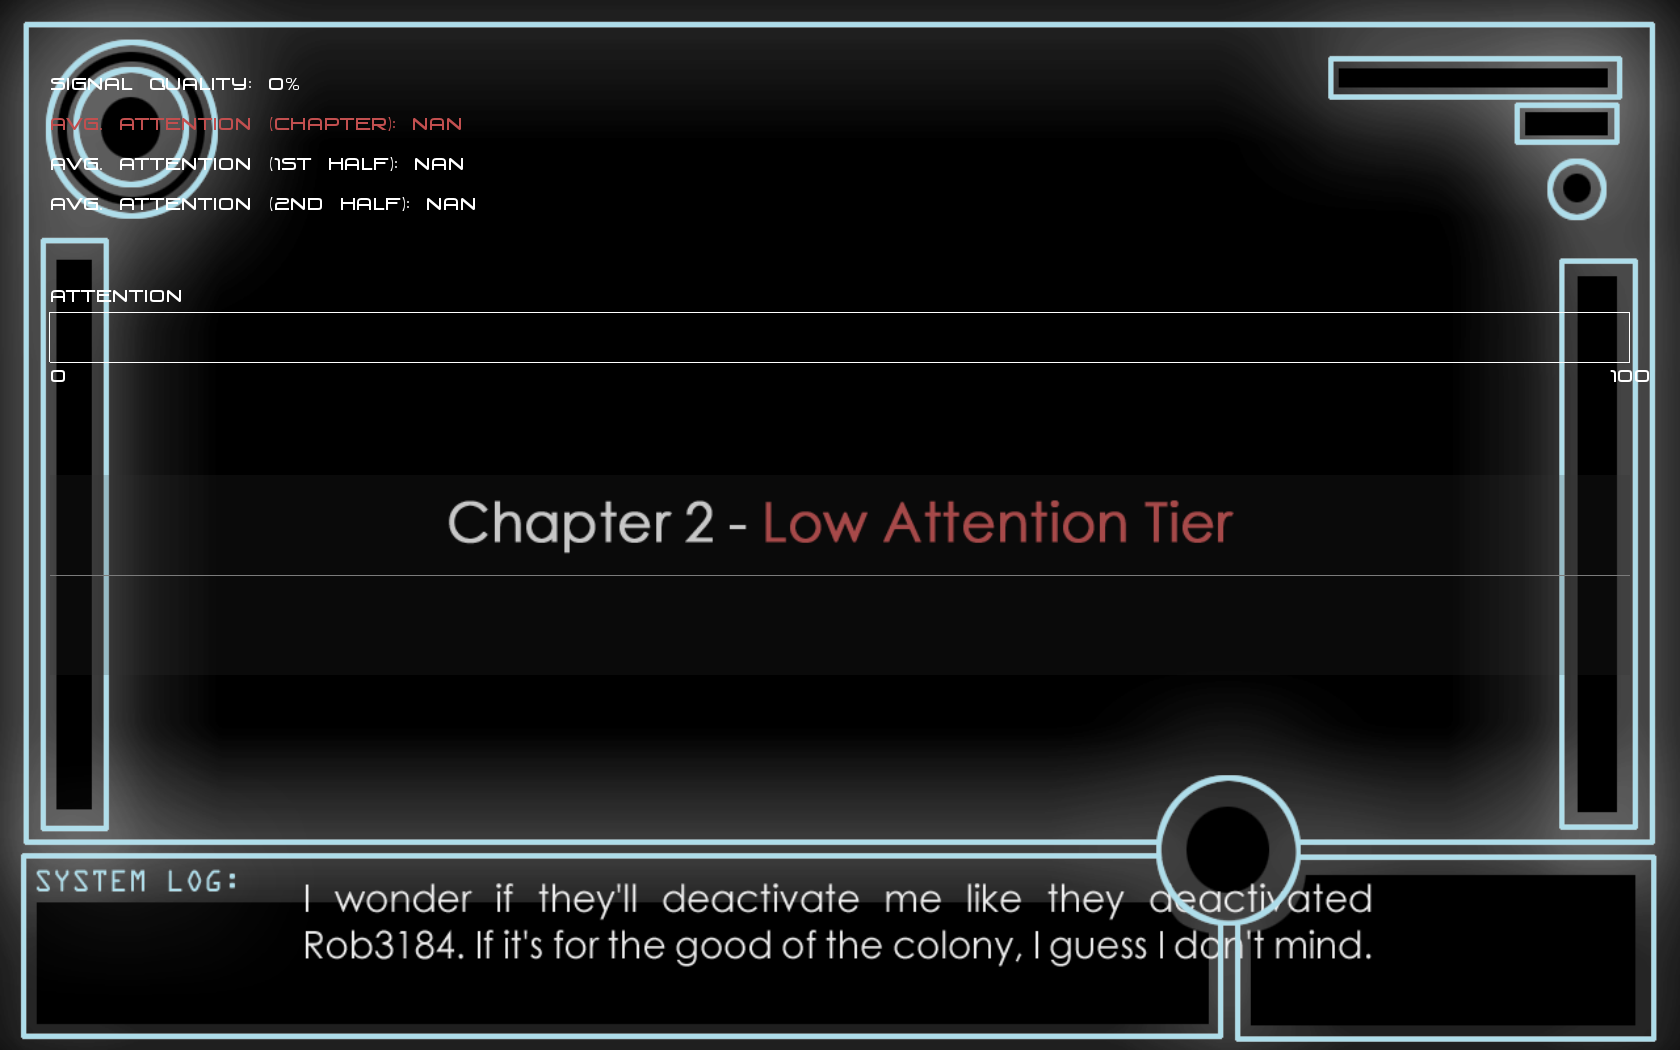 SIGNAL QUALITY: 0%
AVG. ATTENTION (CHAPTER): NAN
AVG. ATTENTION (1ST HALF): NAN
AVG. ATTENTION (2ND HALF): NAN
ATTENTION
0 100
Chapter 2 - Low Attention Tier
SYSTEM LOG:
I wonder if they'll deactivate me like they deactivated
Rob3184. If it's for the good of the colony, I guess I don't mind.